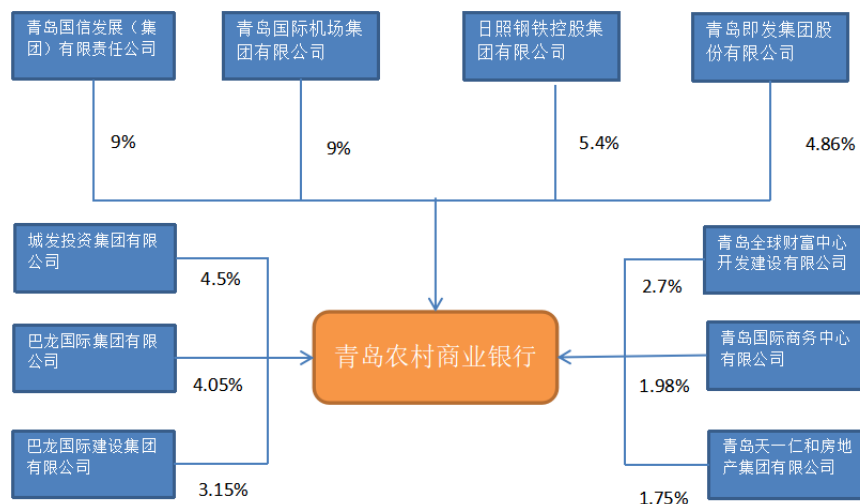 青岛国信发展（集
团）有限责任公司
青岛国际机场集
团有限公司
日照钢铁控股集
团有限公司
青岛即发集团股
份有限公司
9%
9%
5.4%
4.86%
城发投资集团有限
公司
4.5%
巴龙国际集团有限
公司
4.05%
巴龙国际建设集团
有限公司
3.15%
青岛农村商业银行
青岛全球财富中心
开发建设有限公司
2.7%
青岛国际商务中心
有限公司
1.98%
青岛天一仁和房地
产集团有限公司
1.75%